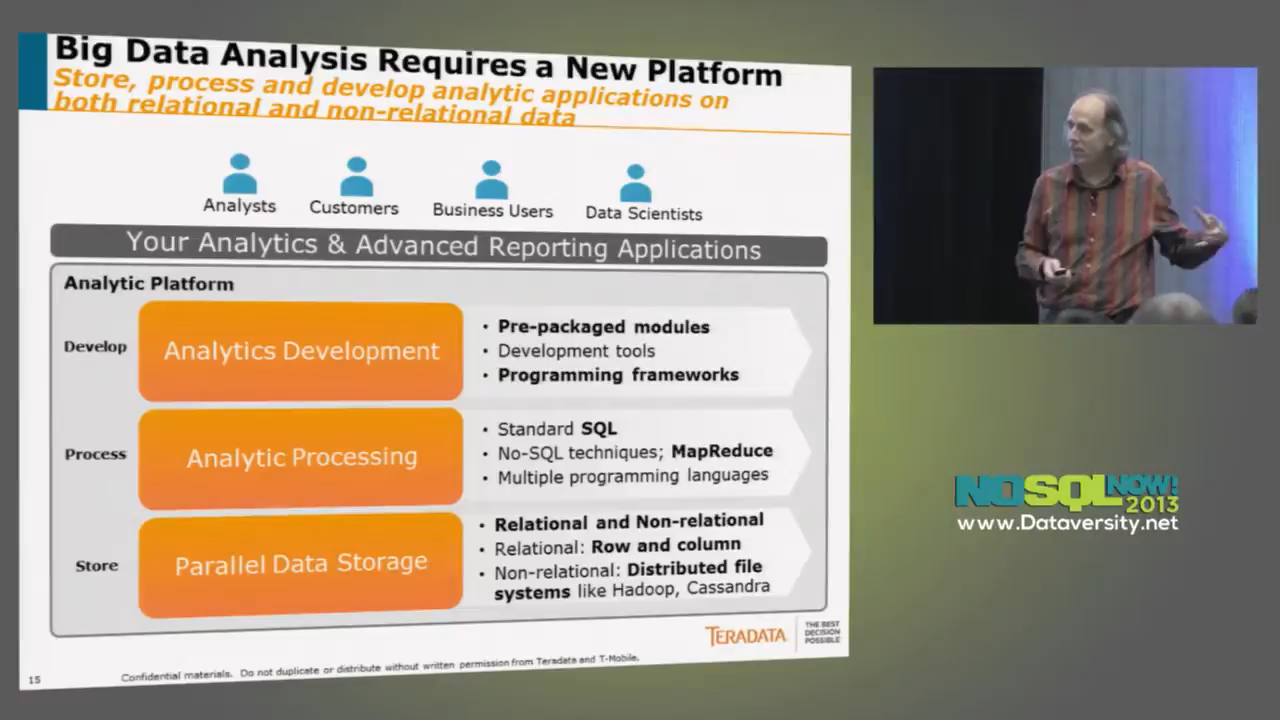 Big Data Analysis Requires a New Platform
Store, process and develop analytic applications on
both relational and non-relational data
Analysts
Customers
Business Users
Data Scientists
Your Analytics & Advanced Reporting Applications
Analytic Platform
Develop
Analytics Development
• Pre-packaged modules
• Development tools
• Programming frameworks
Process
Analytic Processing
• Standard SQL
• No-SQL techniques; MapReduce
• Multiple programming languages
Store
Parallel Data Storage
• Relational and Non-relational
• Relational: Row and column
• Non-relational: Distributed file
systems like Hadoop, Cassandra
TERADATA
THE BEST
DECISION
POSSIBLE
15
Confidential materials. Do not duplicate or distribute without written permission from Teradata and T-Mobile.
NOSQL NOW!
2013
www.Dataversity.net